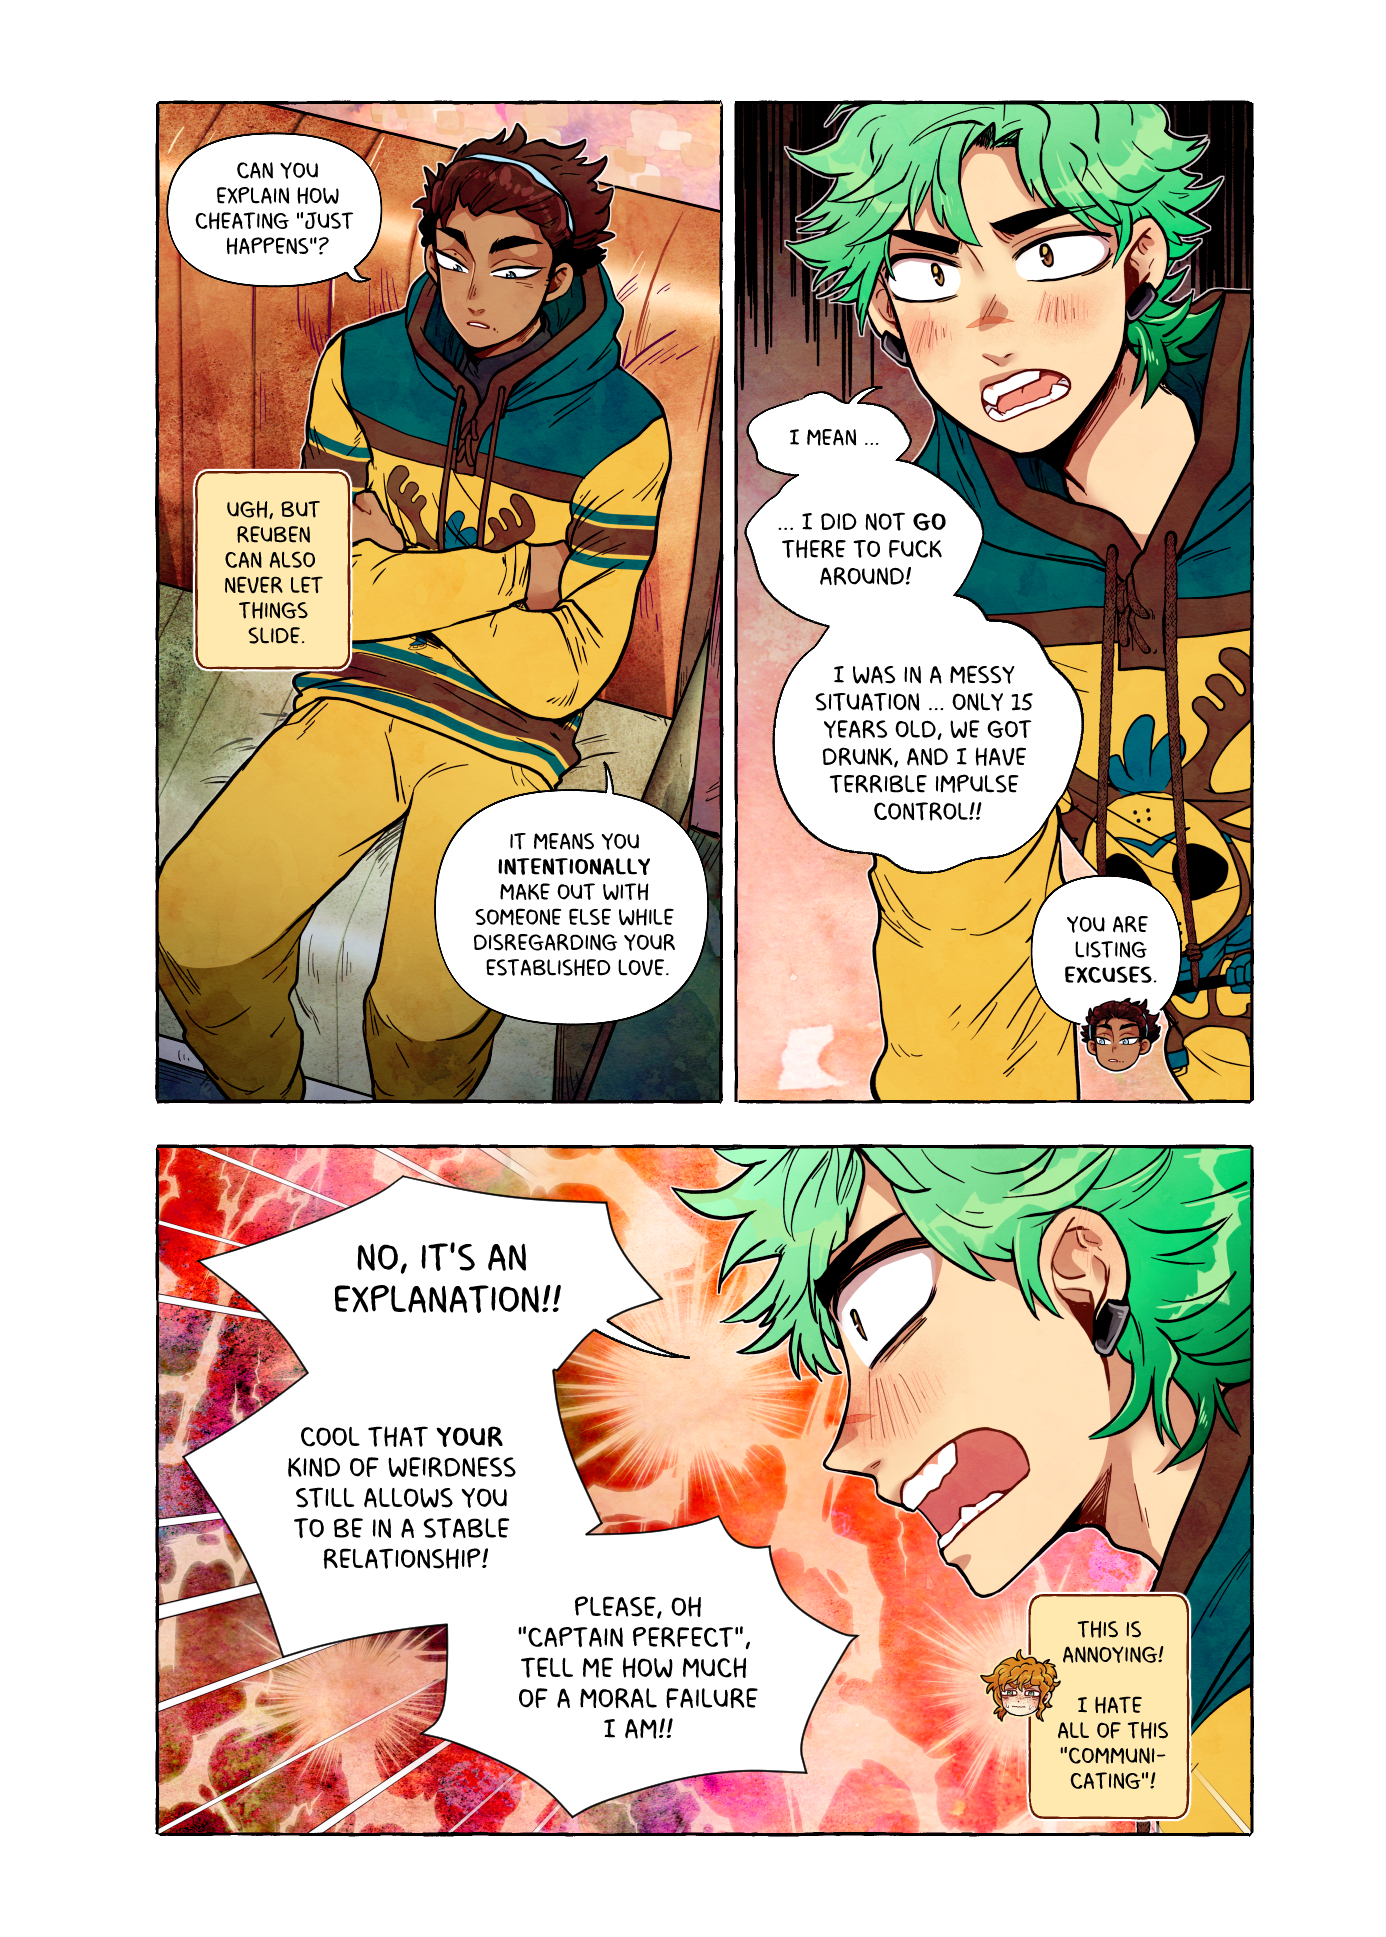 CAN YOU
EXPLAIN HOW
CHEATING "JUST
HAPPENS"?
UGH, BUT
REUBEN
CAN ALSO
NEVER LET
THINGS
SLIDE.
IT MEANS YOU
INTENTIONALLY
MAKE OUT WITH
SOMEONE ELSE WHILE
DISREGARDING YOUR
ESTABLISHED LOVE.
I MEAN ...
... I DID NOT GO
THERE TO FUCK
AROUND!
I WAS IN A MESSY
SITUATION ... ONLY 15
YEARS OLD, WE GOT
DRUNK, AND I HAVE
TERRIBLE IMPULSE
CONTROL!!
YOU ARE
LISTING
EXCUSES.
NO, IT'S AN
EXPLANATION!!
COOL THAT YOUR
KIND OF WEIRDNESS
STILL ALLOWS YOU
TO BE IN A STABLE
RELATIONSHIP!
PLEASE, OH
"CAPTAIN PERFECT",
TELL ME HOW MUCH
OF A MORAL FAILURE
I AM!!
THIS IS
ANNOYING!
I HATE
ALL OF THIS
"COMMUNI-
CATING"!